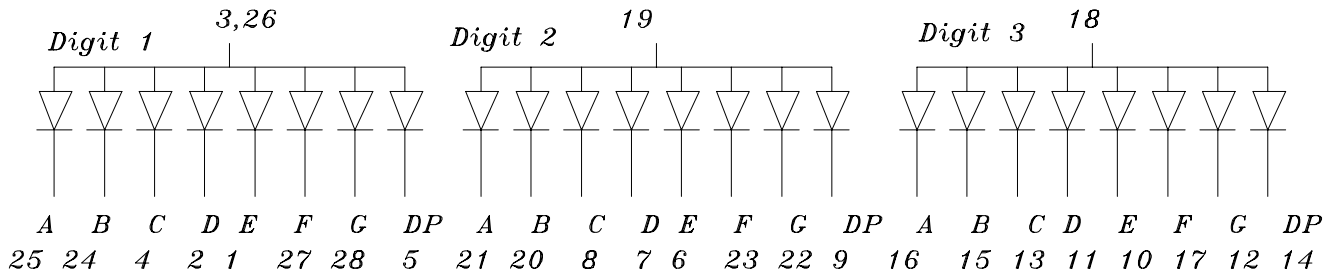 3,26 19 18
Digit 1 Digit 2 Digit 3
A B C D E F G DP A B C D E F G DP A B C D E F G DP
25 24 4 2 1 27 28 5 21 20 8 7 6 23 22 9 16 15 13 11 10 17 12 14